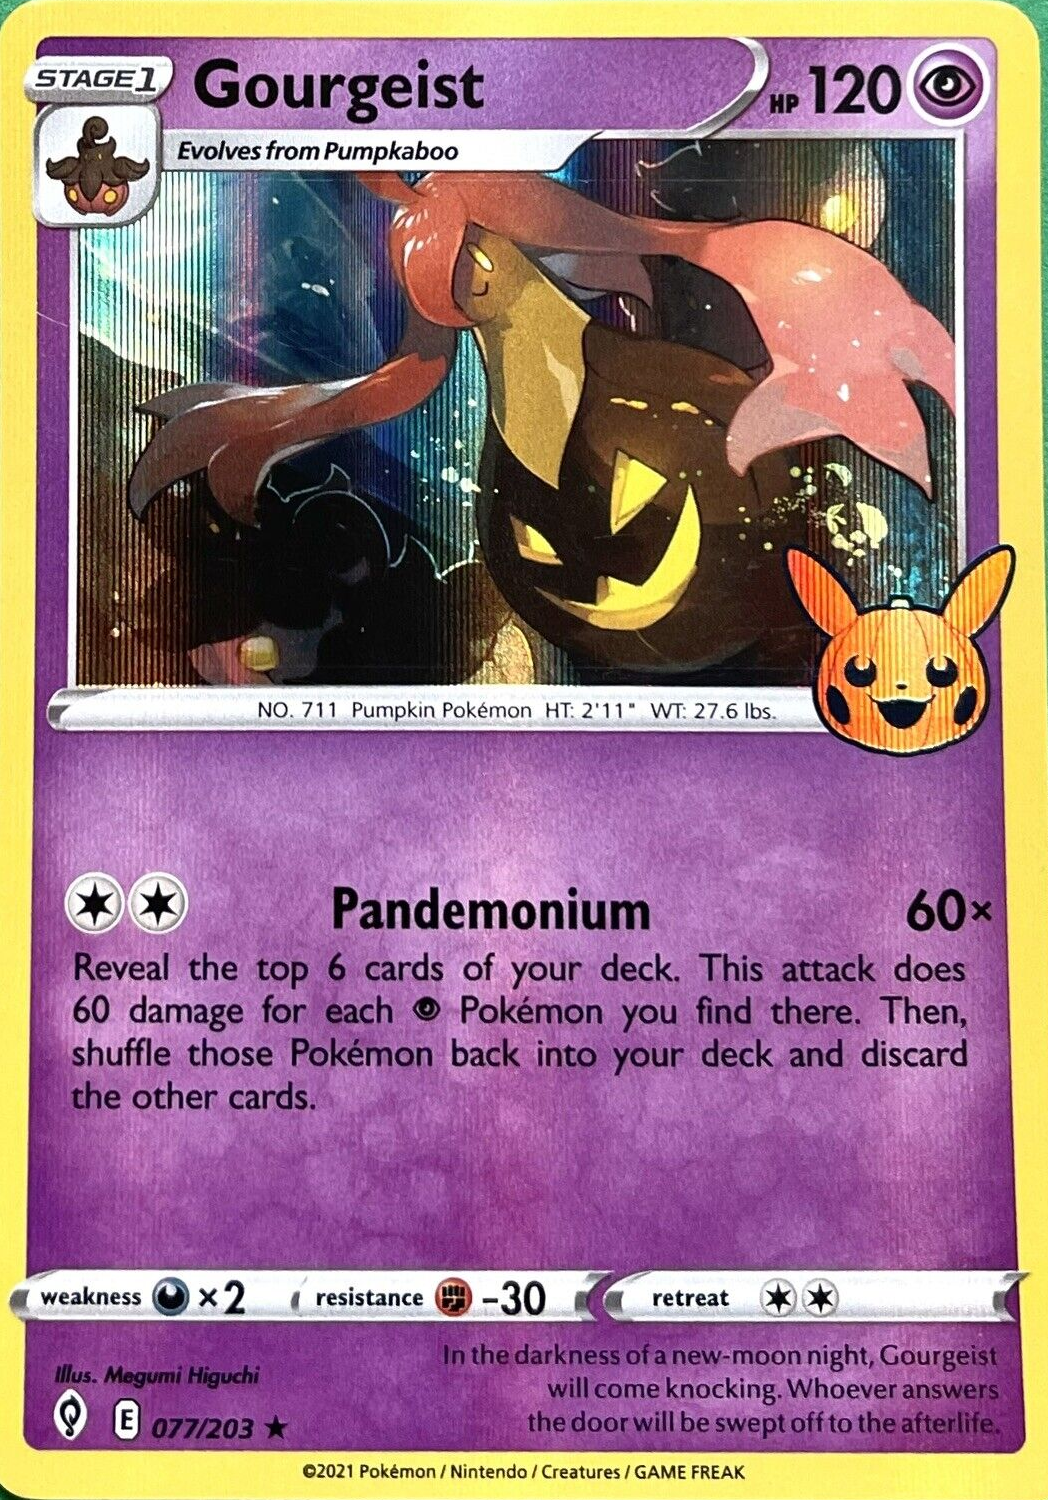 STAGE 1
Gourgeist
HP 120
Evolves from Pumpkaboo
NO. 711 Pumpkin Pokémon HT: 2'11" WT: 27.6 lbs.
Pandemonium 60×
Reveal the top 6 cards of your deck. This attack does
60 damage for each Pokémon you find there. Then,
shuffle those Pokémon back into your deck and discard
the other cards.
weakness ×2 resistance -30 retreat
Illus. Megumi Higuchi
In the darkness of a new-moon night, Gourgeist
will come knocking. Whoever answers
the door will be swept off to the afterlife.
E 077/203 ★
©2021 Pokémon / Nintendo / Creatures / GAME FREAK